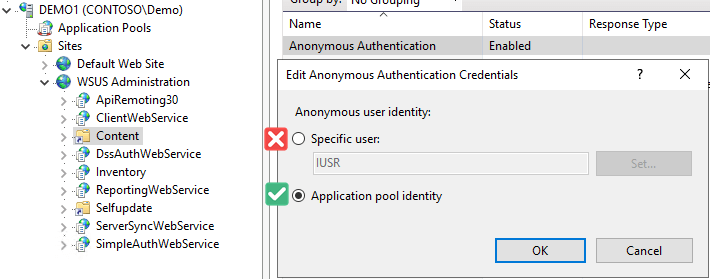 DEMO1 (CONTOSO\Demo)
Application Pools
Sites
Default Web Site
WSUS Administration
ApiRemoting30
ClientWebService
Content
DssAuthWebService
Inventory
ReportingWebService
Selfupdate
ServerSyncWebService
SimpleAuthWebService
Group by: No Grouping
Name Status Response Type
Anonymous Authentication Enabled
Edit Anonymous Authentication Credentials ?
Anonymous user identity:
Specific user:
IUSR Set...
Application pool identity
OK Cancel